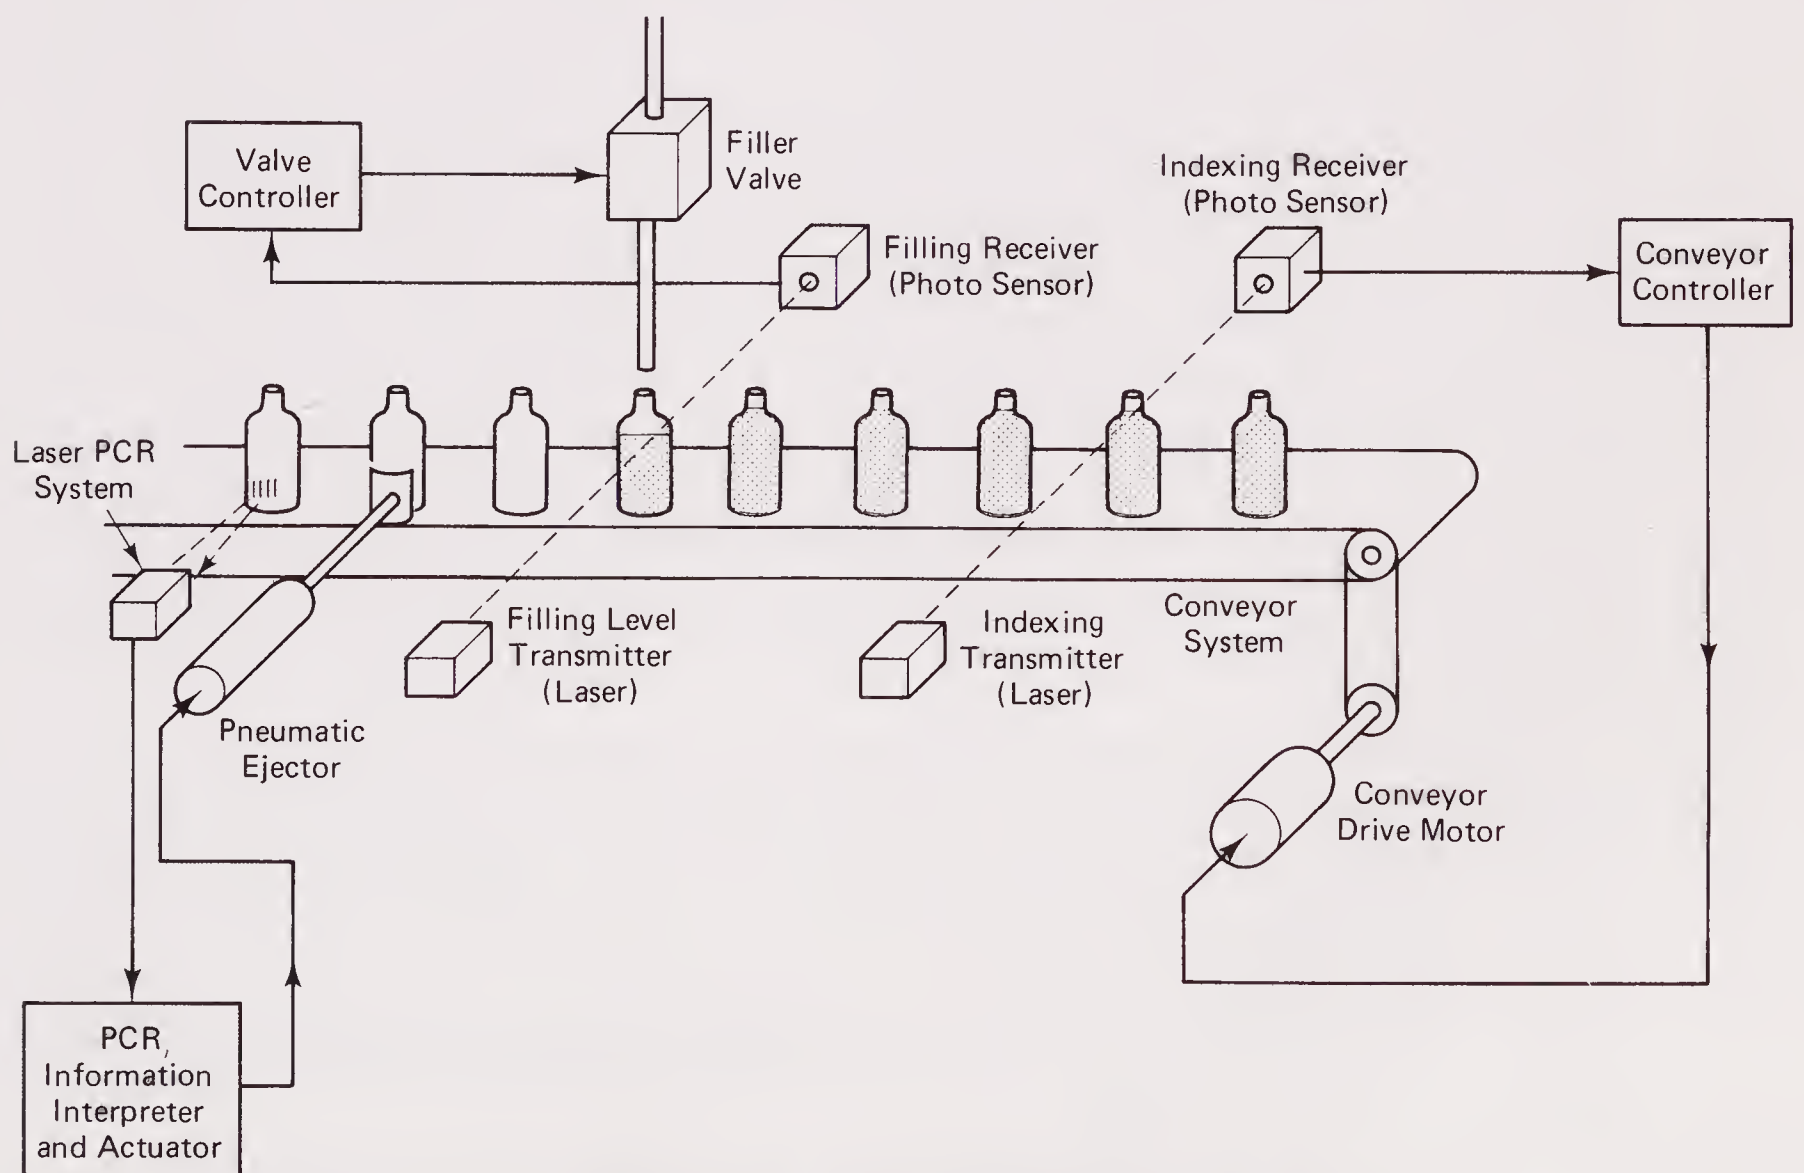 Valve
Controller
Filler
Valve
Indexing Receiver
(Photo Sensor)
Filling Receiver
(Photo Sensor)
Conveyor
Controller
Laser PCR
System
Filling Level
Transmitter
(Laser)
Indexing
Transmitter
(Laser)
Conveyor
System
Pneumatic
Ejector
Conveyor
Drive Motor
PCR,
Information
Interpreter
and Actuator